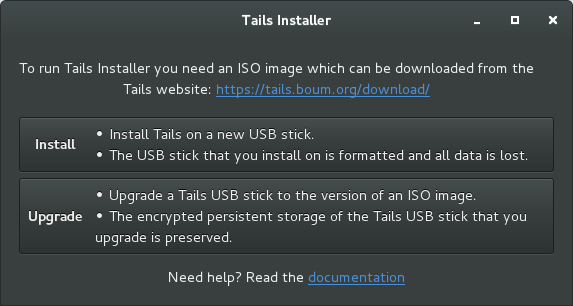 Tails Installer
To run Tails Installer you need an ISO image which can be downloaded from the
Tails website: https://tails.boum.org/download/
Install
• Install Tails on a new USB stick.
• The USB stick that you install on is formatted and all data is lost.
Upgrade
• Upgrade a Tails USB stick to the version of an ISO image.
• The encrypted persistent storage of the Tails USB stick that you
upgrade is preserved.
Need help? Read the documentation